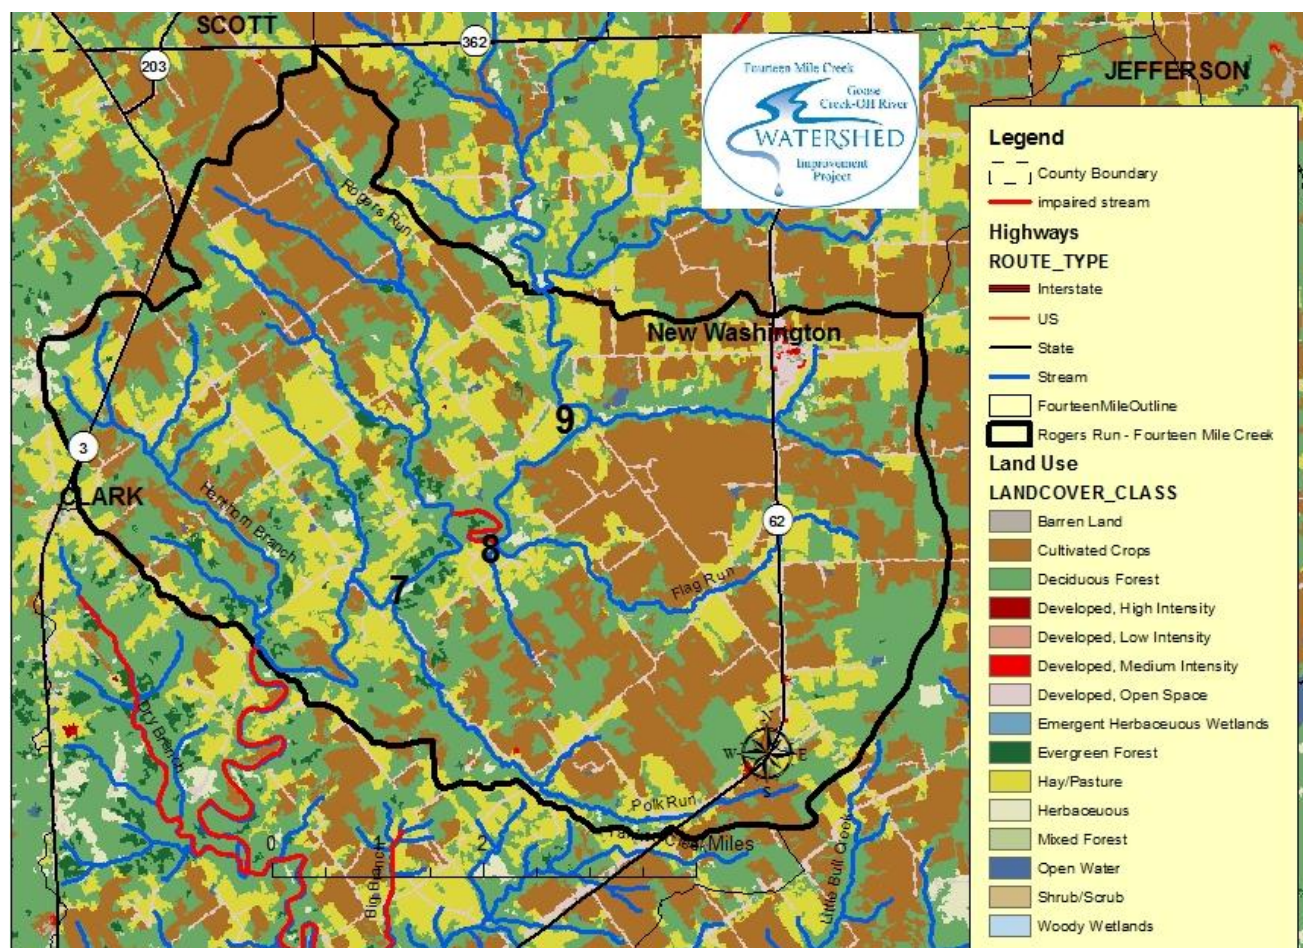 SCOTT
362
203
JEFFERSON
Fourteen Mile Creek
Goose
Creek-OH River
WATERSHED
Improvement
Project
Rogers Run
New Washington
9
3
CLARK
Hertform Branch
62
8
7
Flag Run
Dry Branch
W
E
S
Polk Run
0
1
2
4 Miles
Big Branch
Little Bull Creek
Legend
County Boundary
impaired stream
Highways
ROUTE_TYPE
Interstate
US
State
Stream
FourteenMileOutline
Rogers Run - Fourteen Mile Creek
Land Use
LANDCOVER_CLASS
Barren Land
Cultivated Crops
Deciduous Forest
Developed, High Intensity
Developed, Low Intensity
Developed, Medium Intensity
Developed, Open Space
Emergent Herbaceuous Wetlands
Evergreen Forest
Hay/Pasture
Herbaceuous
Mixed Forest
Open Water
Shrub/Scrub
Woody Wetlands